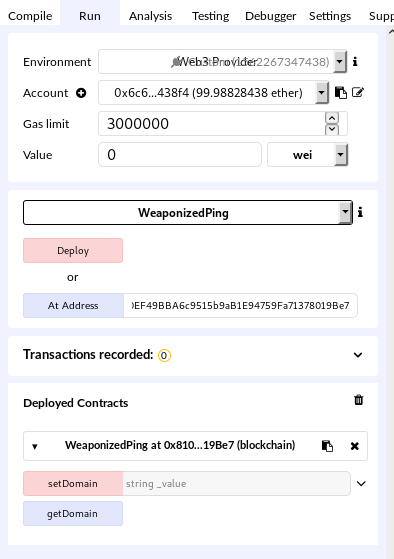 Compile Run Analysis Testing Debugger Settings Supp
Environment Web3 Provider 2267347438) i
Account 0x6c6...438f4 (99.98828438 ether)
Gas limit 3000000
Value 0 wei
WeaponizedPing i
Deploy
or
At Address )EF49BBA6c9515b9aB1E94759Fa71378019Be7
Transactions recorded: 0
Deployed Contracts
WeaponizedPing at 0x810...19Be7 (blockchain)
setDomain string _value
getDomain